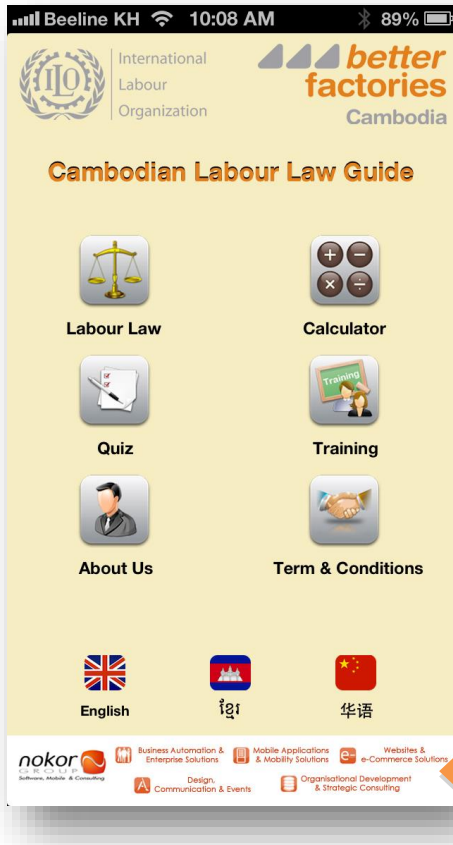 Beeline KH 10:08 AM 89%
International
Labour
Organization
ILO
better
factories
Cambodia
Cambodian Labour Law Guide
Labour Law
Calculator
Training
Quiz
Training
About Us
Term & Conditions
English
ខ្មែរ
华语
nokor
GROUP
Software, Mobile & Consulting
Business Automation &
Enterprise Solutions
Mobile Applications
& Mobility Solutions
e-
Websites &
e-Commerce Solutions
A
Design,
Communication & Events
Organisational Development
& Strategic Consulting